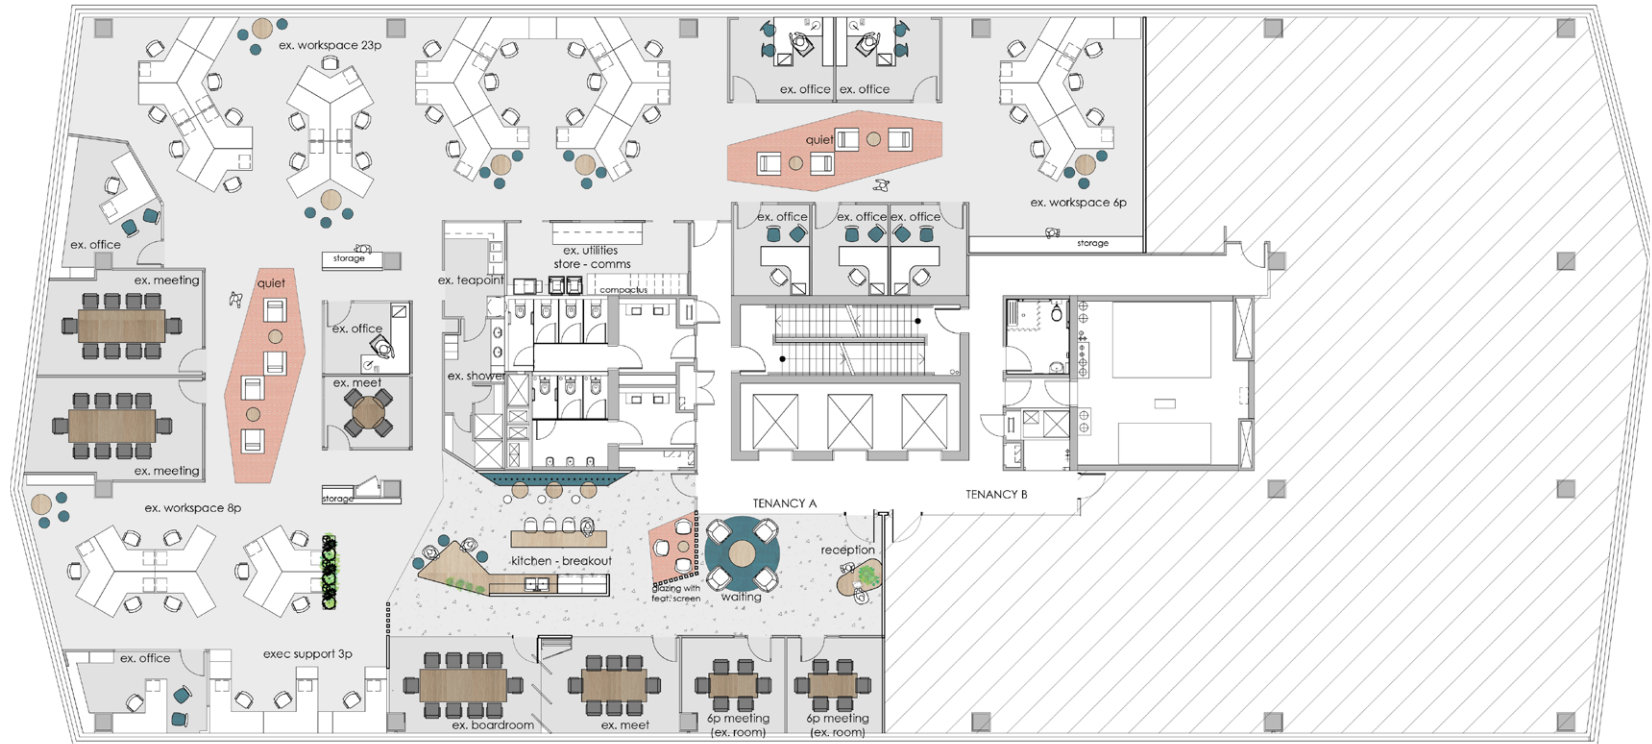 ex. workspace 23p
ex. office
ex. office
quiet
ex. workspace 6p
storage
ex. office
ex. office
ex. office
ex. office
storage
ex. utilities
store - comms
compactus
ex. teapoint
ex. meeting
quiet
ex. office
ex. meet
ex. shower
ex. meeting
storage
ex. workspace 8p
TENANCY A
TENANCY B
kitchen - breakout
glazing with
feat. screen
waiting
reception
ex. office
exec support 3p
ex. boardroom
ex. meet
6p meeting
(ex. room)
6p meeting
(ex. room)